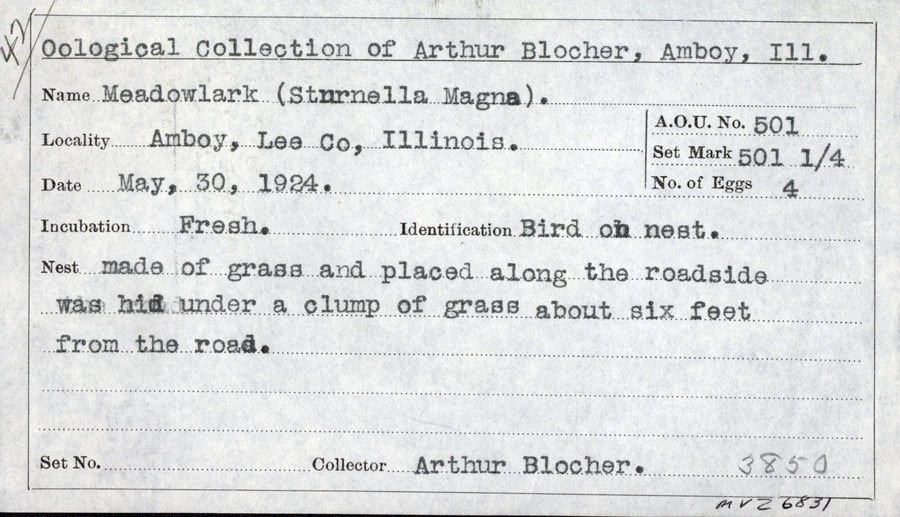 42
Oological Collection of Arthur Blocher, Amboy, Ill.
Name Meadowlark (Stnrnella Magna).
Locality Amboy, Lee Co, Illinois.
A.O.U. No. 501
Set Mark 501 1/4
Date May, 30, 1924.
No. of Eggs 4
Incubation Fresh. Identification Bird on nest.
Nest made of grass and placed along the roadside
was hid under a clump of grass about six feet
from the road.
Set No. Collector Arthur Blocher. 3850
MVZ 6831